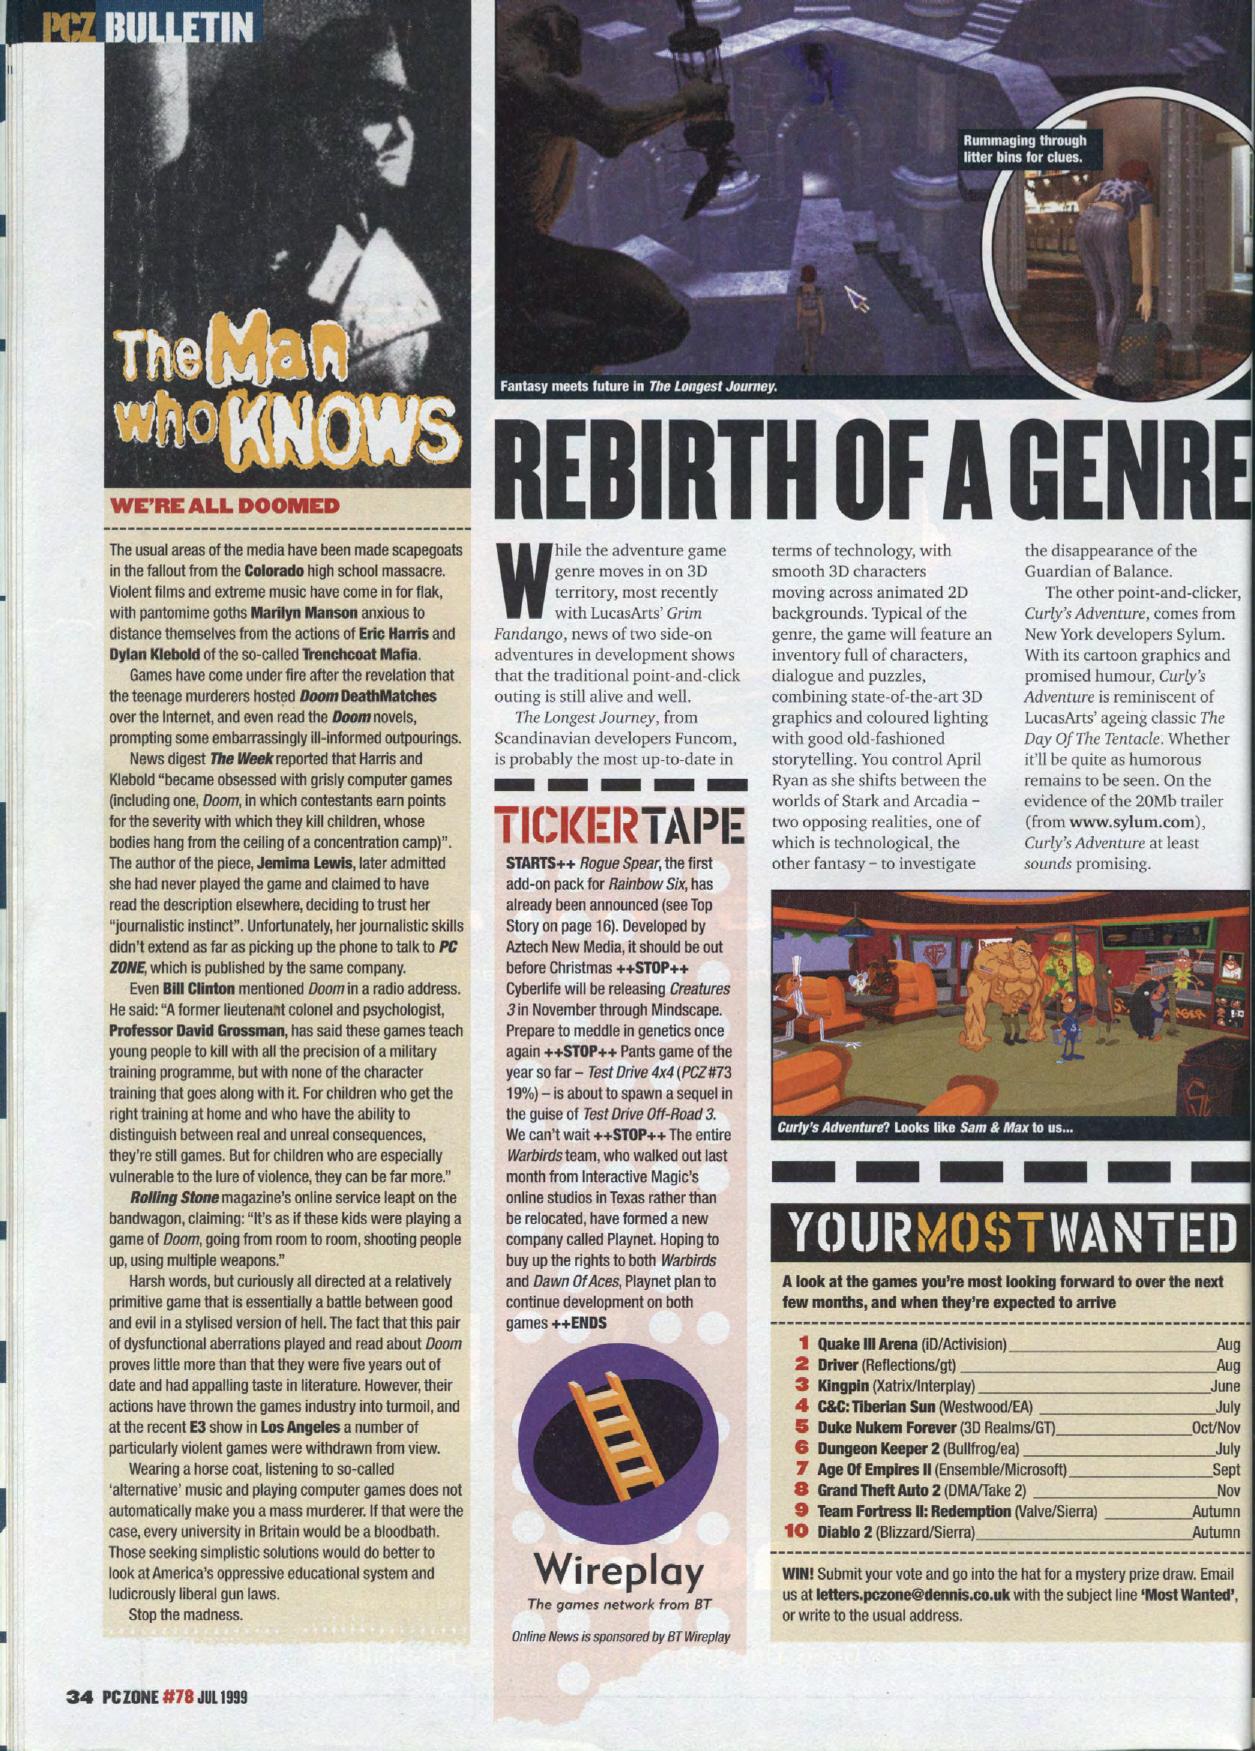 PCZ BULLETIN
The Man
who KNOWS
WE'RE ALL DOOMED
The usual areas of the media have been made scapegoats
in the fallout from the Colorado high school massacre.
Violent films and extreme music have come in for flak,
with pantomime goths Marilyn Manson anxious to
distance themselves from the actions of Eric Harris and
Dylan Klebold of the so-called Trenchcoat Mafia.
Games have come under fire after the revelation that
the teenage murderers hosted Doom DeathMatches
over the Internet, and even read the Doom novels,
prompting some embarrassingly ill-informed outpourings.
News digest The Week reported that Harris and
Klebold "became obsessed with grisly computer games
(including one, Doom, in which contestants earn points
for the severity with which they kill children, whose
bodies hang from the ceiling of a concentration camp)".
The author of the piece, Jemima Lewis, later admitted
she had never played the game and claimed to have
read the description elsewhere, deciding to trust her
"journalistic instinct". Unfortunately, her journalistic skills
didn't extend as far as picking up the phone to talk to PC
ZONE, which is published by the same company.
Even Bill Clinton mentioned Doom in a radio address.
He said: "A former lieutenant colonel and psychologist,
Professor David Grossman, has said these games teach
young people to kill with all the precision of a military
training programme, but with none of the character
training that goes along with it. For children who get the
right training at home and who have the ability to
distinguish between real and unreal consequences,
they're still games. But for children who are especially
vulnerable to the lure of violence, they can be far more."
Rolling Stone magazine's online service leapt on the
bandwagon, claiming: "It's as if these kids were playing a
game of Doom, going from room to room, shooting people
up, using multiple weapons."
Harsh words, but curiously all directed at a relatively
primitive game that is essentially a battle between good
and evil in a stylised version of hell. The fact that this pair
of dysfunctional aberrations played and read about Doom
proves little more than that they were five years out of
date and had appalling taste in literature. However, their
actions have thrown the games industry into turmoil, and
at the recent E3 show in Los Angeles a number of
particularly violent games were withdrawn from view.
Wearing a horse coat, listening to so-called
'alternative' music and playing computer games does not
automatically make you a mass murderer. If that were the
case, every university in Britain would be a bloodbath.
Those seeking simplistic solutions would do better to
look at America's oppressive educational system and
ludicrously liberal gun laws.
Stop the madness.
Rummaging through
litter bins for clues.
Fantasy meets future in The Longest Journey.
REBIRTH OF A GENRE
While the adventure game
genre moves in on 3D
territory, most recently
with LucasArts' Grim
Fandango, news of two side-on
adventures in development shows
that the traditional point-and-click
outing is still alive and well.
The Longest Journey, from
Scandinavian developers Funcom,
is probably the most up-to-date in
terms of technology, with
smooth 3D characters
moving across animated 2D
backgrounds. Typical of the
genre, the game will feature an
inventory full of characters,
dialogue and puzzles,
combining state-of-the-art 3D
graphics and coloured lighting
with good old-fashioned
storytelling. You control April
Ryan as she shifts between the
worlds of Stark and Arcadia –
two opposing realities, one of
which is technological, the
other fantasy – to investigate
the disappearance of the
Guardian of Balance.
The other point-and-clicker,
Curly's Adventure, comes from
New York developers Sylum.
With its cartoon graphics and
promised humour, Curly's
Adventure is reminiscent of
LucasArts' ageing classic The
Day Of The Tentacle. Whether
it'll be quite as humorous
remains to be seen. On the
evidence of the 20Mb trailer
(from www.sylum.com),
Curly's Adventure at least
sounds promising.
TICKERTAPE
STARTS++ Rogue Spear, the first
add-on pack for Rainbow Six, has
already been announced (see Top
Story on page 16). Developed by
Aztech New Media, it should be out
before Christmas ++STOP++
Cyberlife will be releasing Creatures
3 in November through Mindscape.
Prepare to meddle in genetics once
again ++STOP++ Pants game of the
year so far – Test Drive 4x4 (PCZ #73
19%) – is about to spawn a sequel in
the guise of Test Drive Off-Road 3.
We can't wait ++STOP++ The entire
Warbirds team, who walked out last
month from Interactive Magic's
online studios in Texas rather than
be relocated, have formed a new
company called Playnet. Hoping to
buy up the rights to both Warbirds
and Dawn Of Aces, Playnet plan to
continue development on both
games ++ENDS
Wireplay
The games network from BT
Online News is sponsored by BT Wireplay
Curly's Adventure? Looks like Sam & Max to us...
YOUR MOST WANTED
A look at the games you're most looking forward to over the next
few months, and when they're expected to arrive
1 Quake III Arena (iD/Activision) Aug
2 Driver (Reflections/gt) Aug
3 Kingpin (Xatrix/Interplay) June
4 C&C: Tiberian Sun (Westwood/EA) July
5 Duke Nukem Forever (3D Realms/GT) Oct/Nov
6 Dungeon Keeper 2 (Bullfrog/ea) July
7 Age Of Empires II (Ensemble/Microsoft) Sept
8 Grand Theft Auto 2 (DMA/Take 2) Nov
9 Team Fortress II: Redemption (Valve/Sierra) Autumn
10 Diablo 2 (Blizzard/Sierra) Autumn
WIN! Submit your vote and go into the hat for a mystery prize draw. Email
us at letters.pczone@dennis.co.uk with the subject line 'Most Wanted',
or write to the usual address.
34 PC ZONE #78 JUL 1999